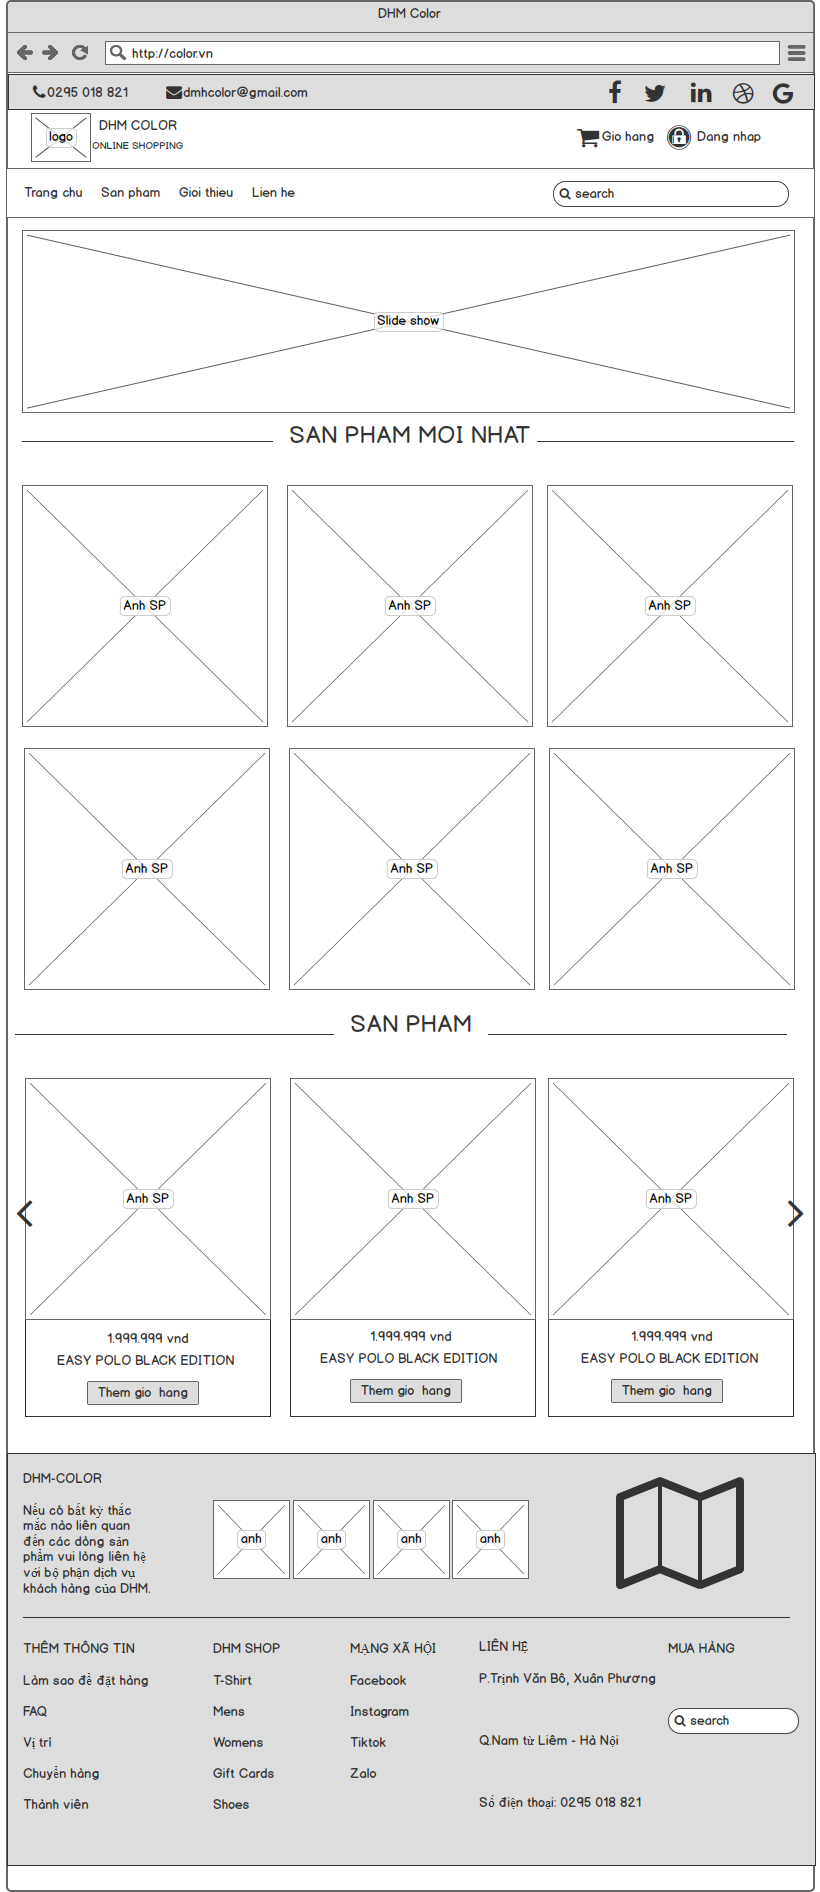 DHM Color
http://color.vn
0295 018 821
dmhcolor@gmail.com
logo
DHM COLOR
ONLINE SHOPPING
Gio hang
Dang nhap
Trang chu
San pham
Gioi thieu
Lien he
search
Slide show
SAN PHAM MOI NHAT
Anh SP
Anh SP
Anh SP
Anh SP
Anh SP
Anh SP
SAN PHAM
Anh SP
Anh SP
Anh SP
1.999.999 vnd
EASY POLO BLACK EDITION
Them gio hang
1.999.999 vnd
EASY POLO BLACK EDITION
Them gio hang
1.999.999 vnd
EASY POLO BLACK EDITION
Them gio hang
DHM-COLOR
Nếu có bất kỳ thắc
mắc nào liên quan
đến các dòng sản
phẩm vui lòng liên hệ
với bộ phận dịch vụ
khách hàng của DHM.
anh
anh
anh
anh
THÊM THÔNG TIN
Làm sao để đặt hàng
FAQ
Vị trí
Chuyển hàng
Thành viên
DHM SHOP
T-Shirt
Mens
Womens
Gift Cards
Shoes
MẠNG XÃ HỘI
Facebook
Instagram
Tiktok
Zalo
LIÊN HỆ
P.Trịnh Văn Bô, Xuân Phương
Q.Nam từ Liêm - Hà Nội
Số điện thoại: 0295 018 821
MUA HÀNG
search